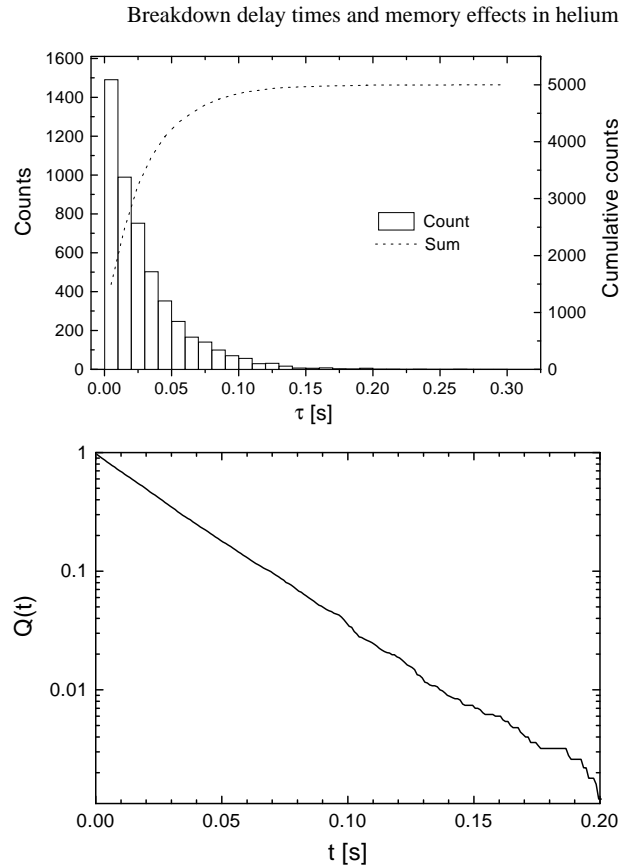 Breakdown delay times and memory effects in helium
1600
1400
1200
1000
800
600
400
200
0
Counts
5000
4000
3000
2000
1000
0
Cumulative counts
Count
Sum
0.00 0.05 0.10 0.15 0.20 0.25 0.30
τ [s]
1
0.1
0.01
Q(t)
0.00 0.05 0.10 0.15 0.20
t [s]